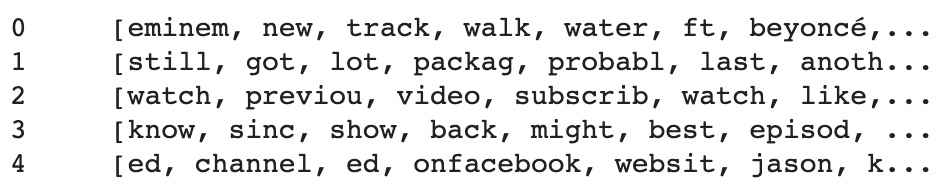 0 [eminem, new, track, walk, water, ft, beyoncé,...
1 [still, got, lot, packag, probabl, last, anoth...
2 [watch, previou, video, subscrib, watch, like,...
3 [know, sinc, show, back, might, best, episod, ...
4 [ed, channel, ed, onfacebook, websit, jason, k...